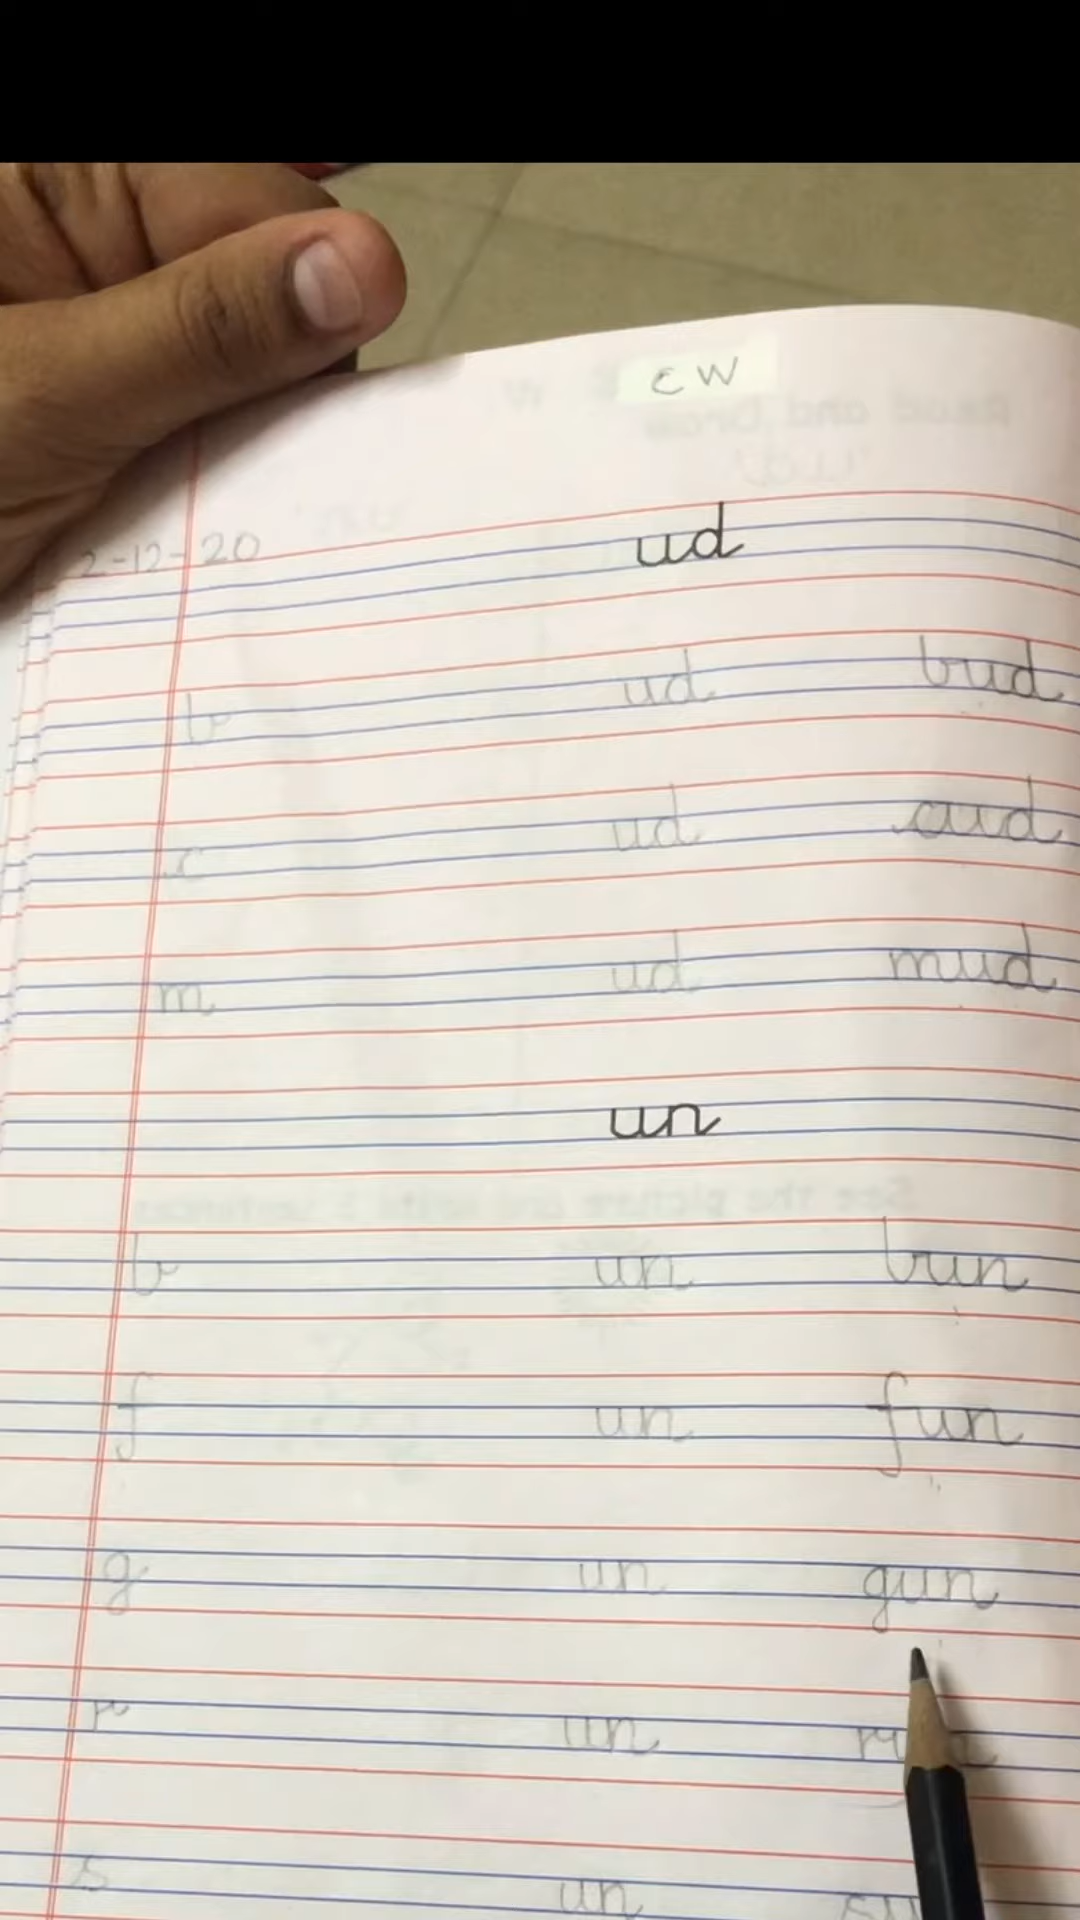 CW
2-12-20 ud
b ud bud
c ud cud
m ud mud
un
b un bun
f un fun
g un gun
r un
s un